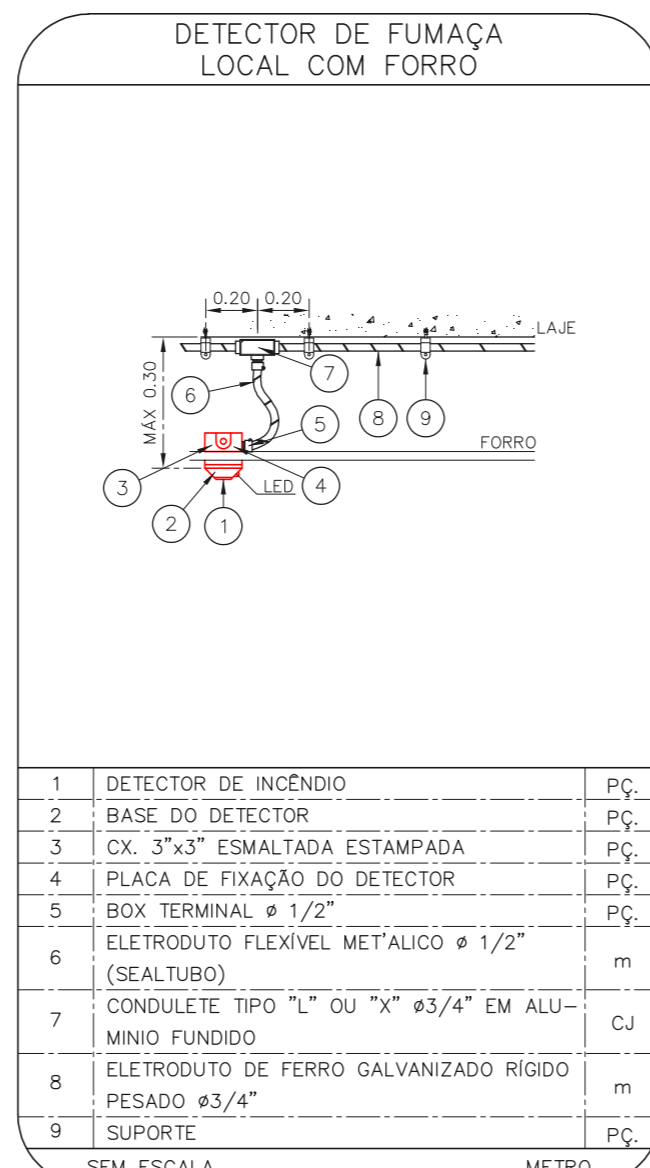 DETECTOR DE FUMAÇA
LOCAL COM FORRO
0.20 0.20
LAJE
MÁX 0.30
7
6
8
9
5
FORRO
3
LED
4
2
1
1 DETECTOR DE INCÊNDIO PÇ.
2 BASE DO DETECTOR PÇ.
3 CX. 3"x3" ESMALTADA ESTAMPADA PÇ.
4 PLACA DE FIXAÇÃO DO DETECTOR PÇ.
5 BOX TERMINAL ø 1/2" PÇ.
6 ELETRODUTO FLEXÍVEL MET'ALICO ø 1/2" m
(SEALTUBO)
7 CONDULETE TIPO "L" OU "X" ø3/4" EM ALU- CJ
MINIO FUNDIDO
8 ELETRODUTO DE FERRO GALVANIZADO RÍGIDO m
PESADO ø3/4"
9 SUPORTE PÇ.
SEM ESCALA METRO